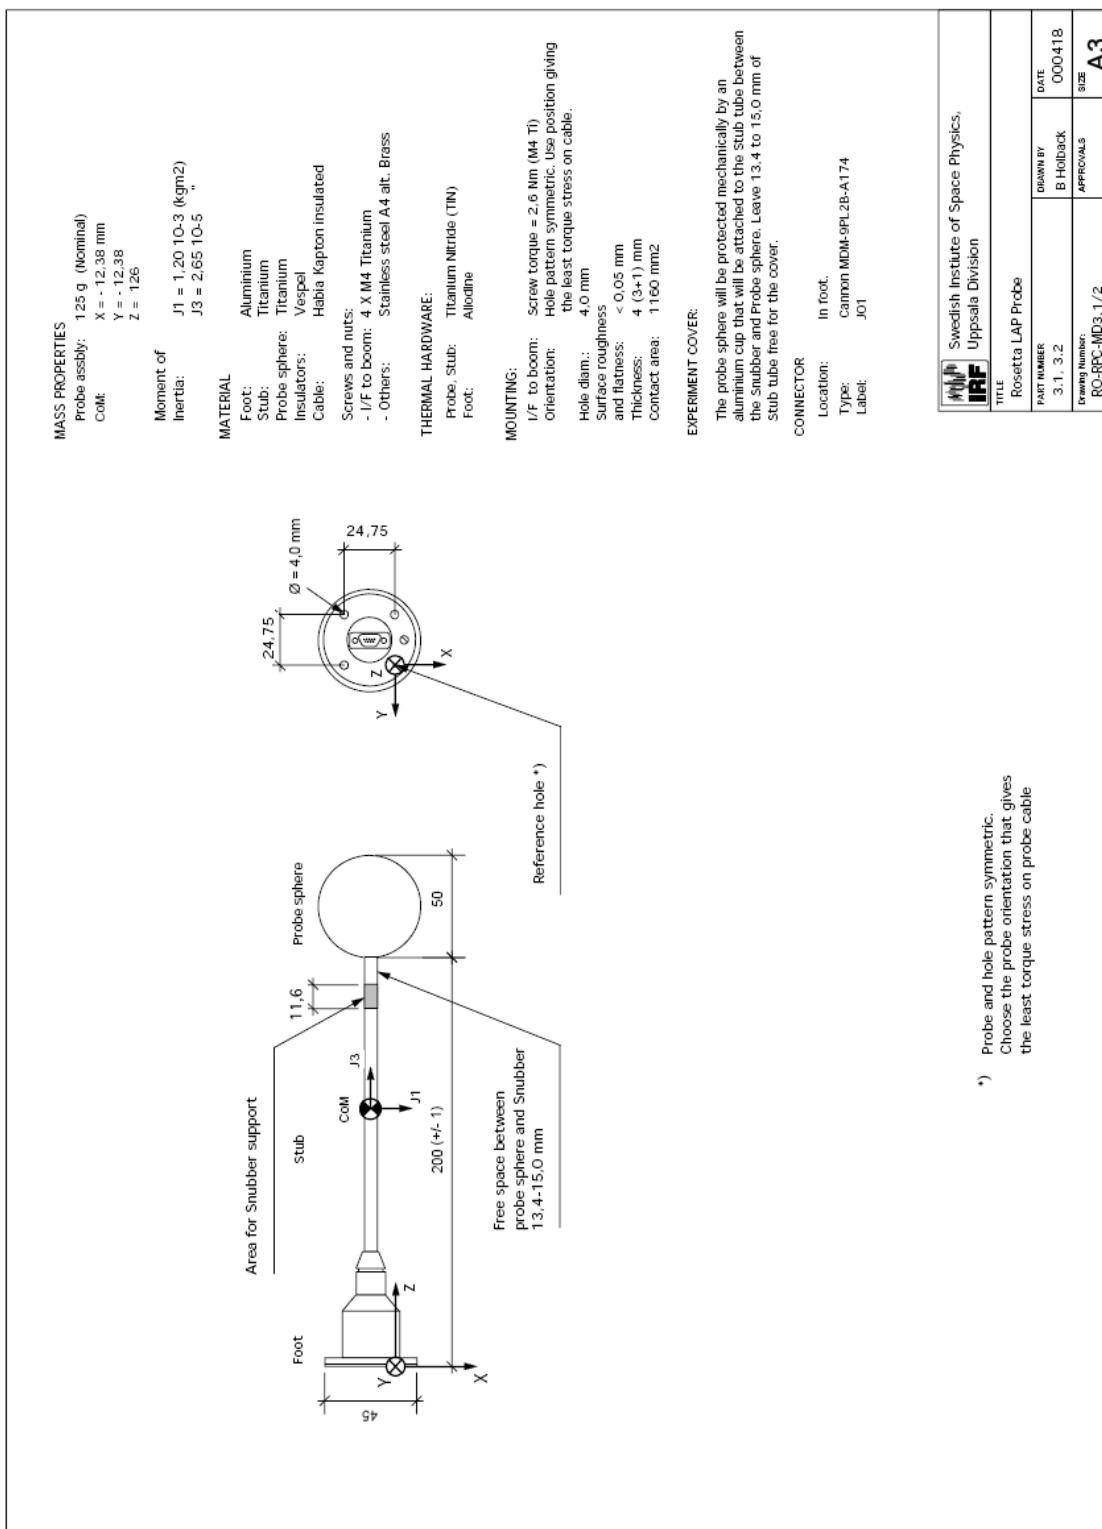 MASS PROPERTIES
Probe assbly: 125 g (Nominal)
CoM: X = - 12,38 mm
Y = - 12,38
Z = 126
Moment of
Inertia: J1 = 1,20 10-3 (kgm2)
J3 = 2,65 10-5 "
MATERIAL
Foot: Aluminium
Stub: Titanium
Probe sphere: Titanium
Insulators: Vespel
Cable: Habia Kapton insulated
Screws and nuts:
- I/F to boom: 4 X M4 Titanium
- Others: Stainless steel A4 alt. Brass
THERMAL HARDWARE:
Probe, Stub: Titanium Nitride (TiN)
Foot: Allodine
MOUNTING:
I/F to boom: Screw torque = 2,6 Nm (M4 Ti)
Orientation: Hole pattern symmetric. Use position giving
the least torque stress on cable.
Hole diam.: 4,0 mm
Surface roughness
and flatness: < 0,05 mm
Thickness: 4 (3+1) mm
Contact area: 1160 mm2
EXPERIMENT COVER:
The probe sphere will be protected mechanically by an
aluminium cup that will be attached to the Stub tube between
the Snubber and Probe sphere. Leave 13,4 to 15,0 mm of
Stub tube free for the cover.
CONNECTOR
Location: In foot.
Type: Cannon MDM-9PL2B-A174
Label: J01
Area for Snubber support
Foot
Stub
11,6
Probe sphere
45
Y
X
Z
CoM
J3
J1
200 (+/- 1)
50
Free space between
probe sphere and Snubber
13,4-15,0 mm
24,75
Ø = 4,0 mm
24,75
Z
Y
X
Reference hole *)
*) Probe and hole pattern symmetric.
Choose the probe orientation that gives
the least torque stress on probe cable
IRF
Swedish Instiute of Space Physics,
Uppsala Division
TITLE
Rosetta LAP Probe
PART NUMBER
3.1, 3.2
DRAWN BY
B Holback
DATE
000418
Drawing Number:
RO-RPC-MD3.1/2
APPROVALS
SIZE
A3